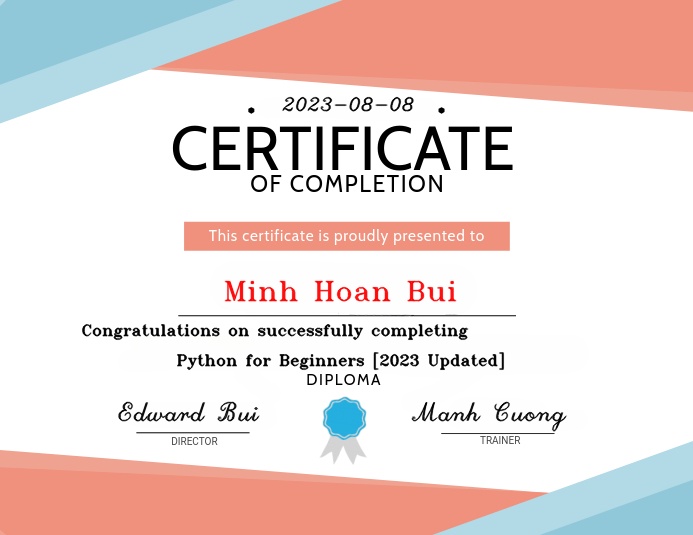 2023-08-08
CERTIFICATE
OF COMPLETION
This certificate is proudly presented to
Minh Hoan Bui
Congratulations on successfully completing
Python for Beginners [2023 Updated]
DIPLOMA
Edward Bui Manh Cuong
DIRECTOR TRAINER